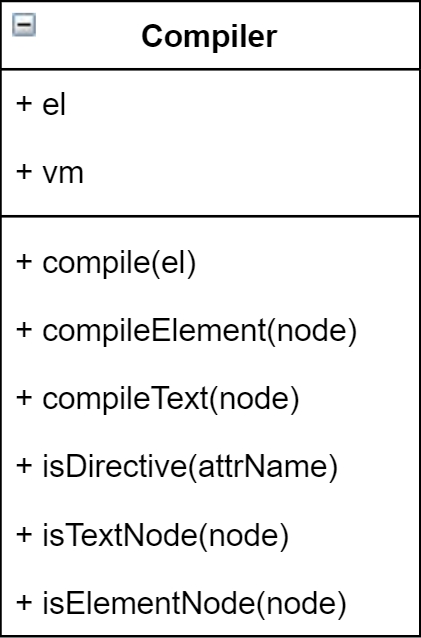 Compiler
+ el
+ vm
+ compile(el)
+ compileElement(node)
+ compileText(node)
+ isDirective(attrName)
+ isTextNode(node)
+ isElementNode(node)